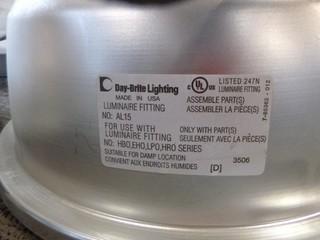 Day-Brite Lighting
MADE IN USA
LUMINAIRE FITTING
NO: AL15
FOR USE WITH
LUMINAIRE FITTING
NO: HBO,EHO,LPO,HRO SERIES
SUITABLE FOR DAMP LOCATION
CONVIENT AUX ENDROITS HUMIDES
[D]
C UL US
LISTED 247N
LUMINAIRE FITTING
ASSEMBLE PART(S)
ASSEMBLER LA PIÈCE(S)
ONLY WITH PART(S)
SEULEMENT AVEC LA PIÈCE(S)
3506